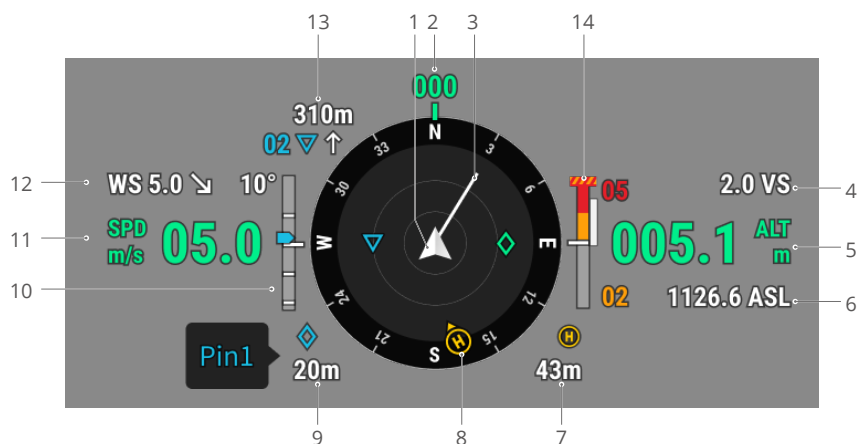 13 1 2 3 14
000
310m
02
N
33 3
30 6
12 WS 5.0 10° 05 2.0 VS 4
11 SPD m/s 05.0 W E 005.1 ALT m 5
10 24 12 02 1126.6 ASL 6
21 15
S H H
Pin1
20m 43m
9 8 7